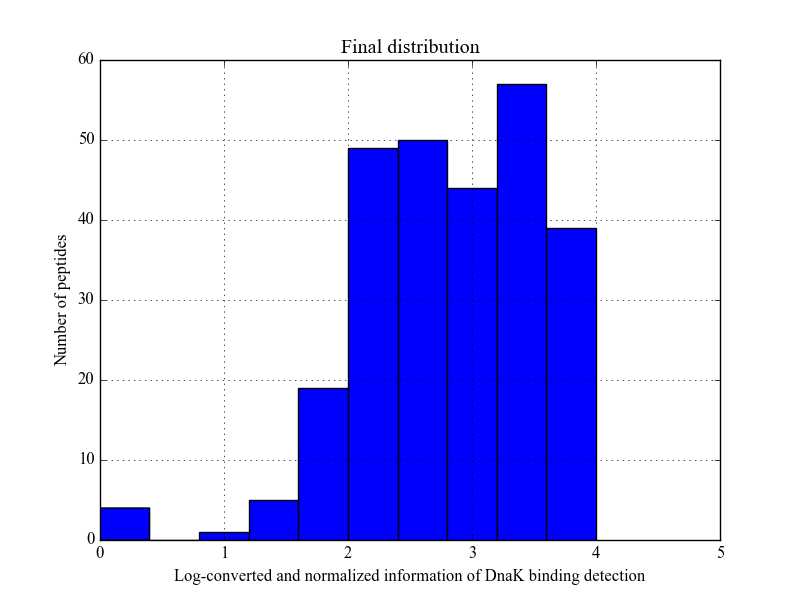 Final distribution
60
50
40
30
20
10
0
Number of peptides
0 1 2 3 4 5
Log-converted and normalized information of DnaK binding detection